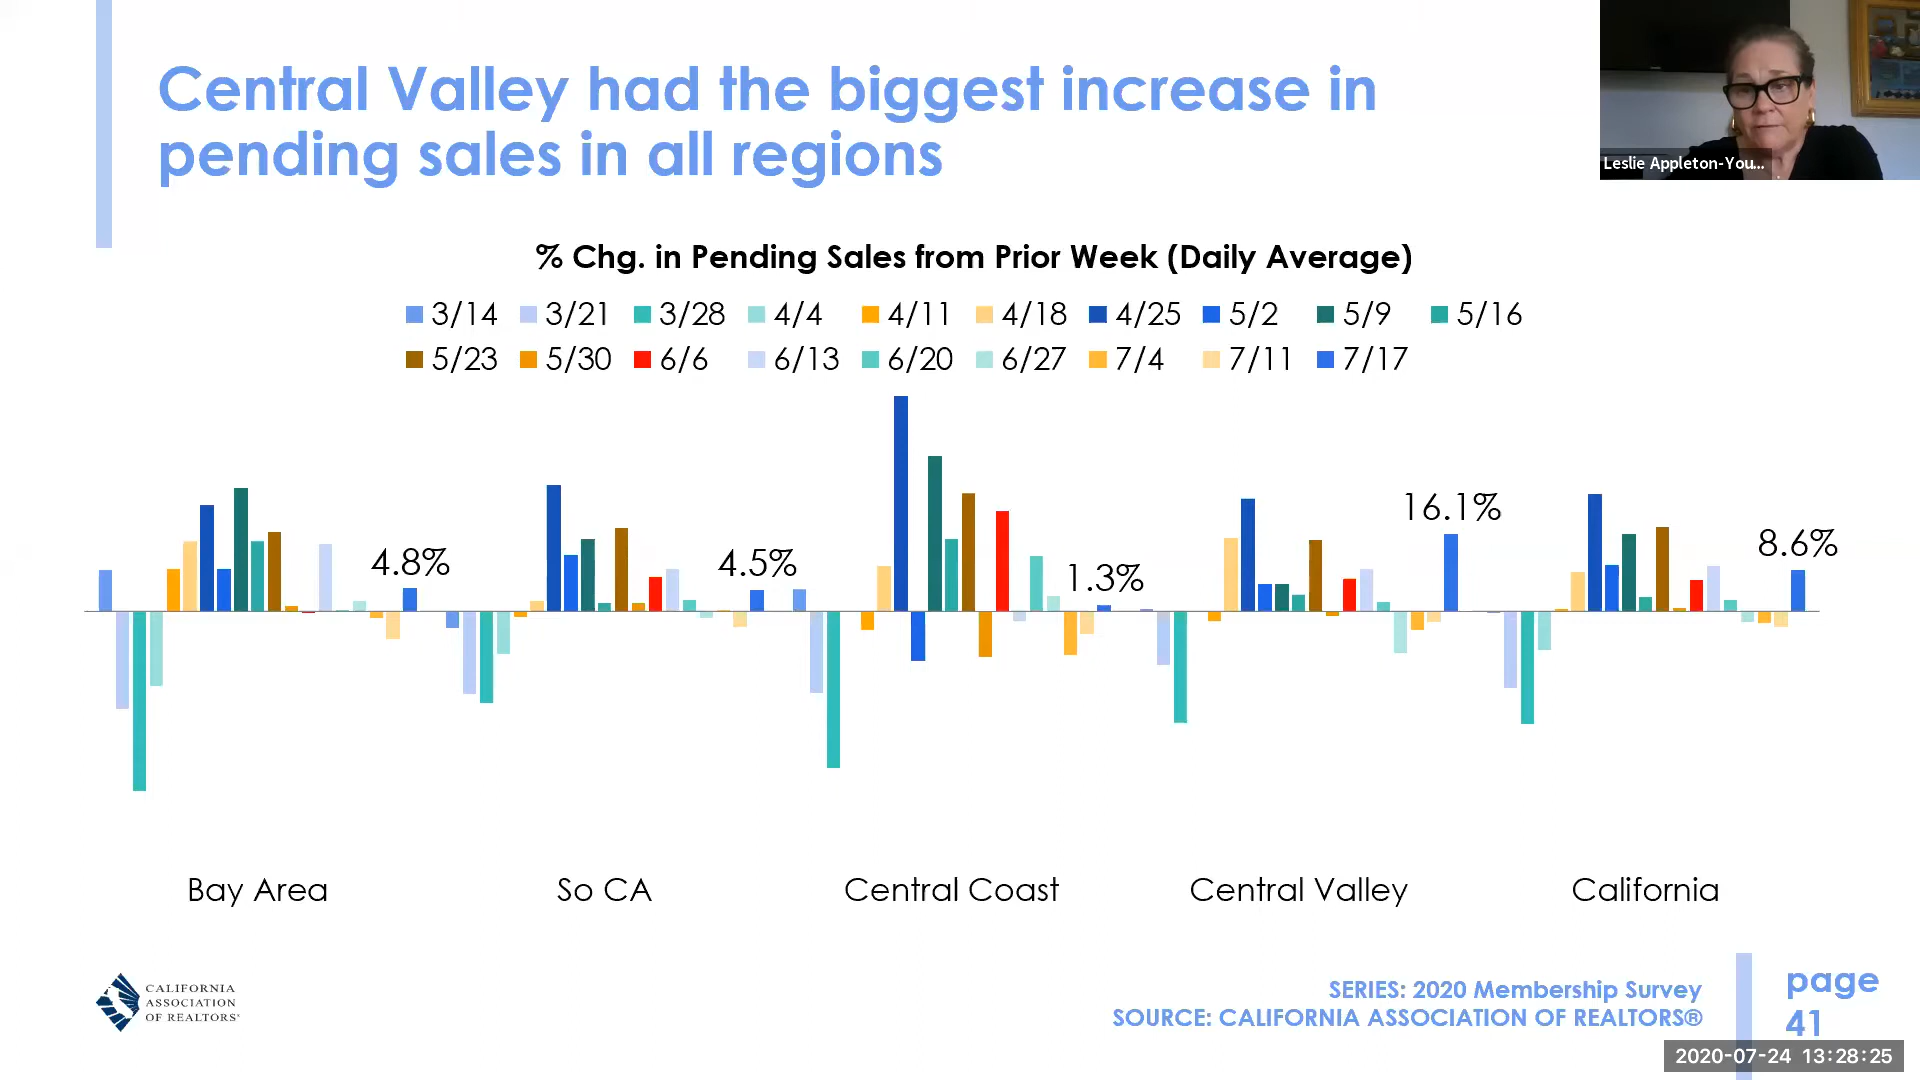 Central Valley had the biggest increase in
pending sales in all regions
Leslie Appleton-You...
% Chg. in Pending Sales from Prior Week (Daily Average)
3/14 3/21 3/28 4/4 4/11 4/18 4/25 5/2 5/9 5/16
5/23 5/30 6/6 6/13 6/20 6/27 7/4 7/11 7/17
4.8%
4.5%
1.3%
16.1%
8.6%
Bay Area So CA Central Coast Central Valley California
CALIFORNIA
ASSOCIATION
OF REALTORS®
SERIES: 2020 Membership Survey
SOURCE: CALIFORNIA ASSOCIATION OF REALTORS®
page
41
2020-07-24 13:28:25